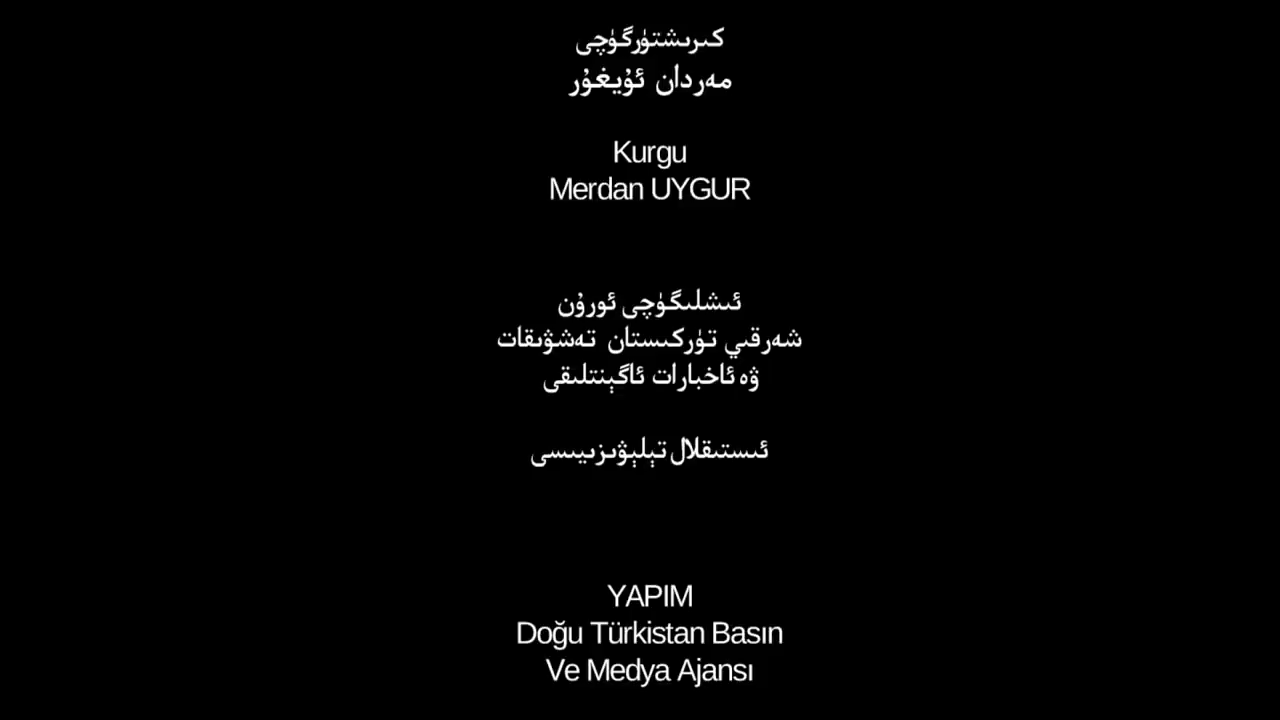 كىرىشتۈرگۈچى
مەردان ئۇيغۇر
Kurgu
Merdan UYGUR
ئىشلىگۈچى ئورۇن
شەرقىي تۈركىستان تەشۋىقات
ۋە ئاخبارات ئاگېنتلىقى
ئىستىقلال تېلېۋىزىيىسى
YAPIM
Doğu Türkistan Basın
Ve Medya Ajansı